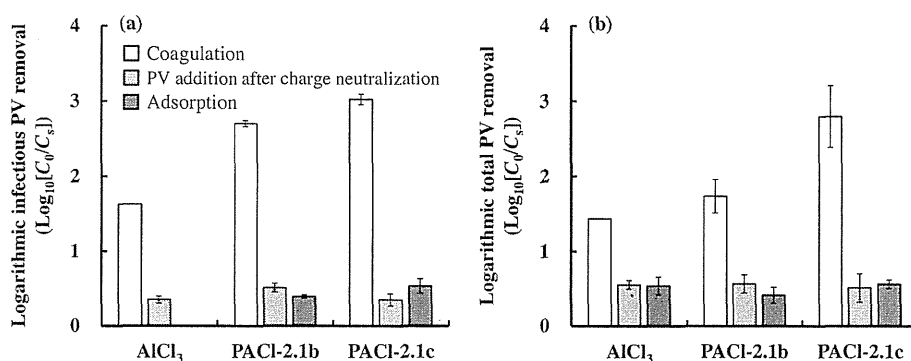 (a)
Logarithmic infectious PV removal
(Log10[C0/Cs])
4
3
2
1
0
Coagulation
PV addition after charge neutralization
Adsorption
AlCl3
PACl-2.1b
PACl-2.1c
(b)
Logarithmic total PV removal
(Log10[C0/Cs])
4
3
2
1
0
AlCl3
PACl-2.1b
PACl-2.1c